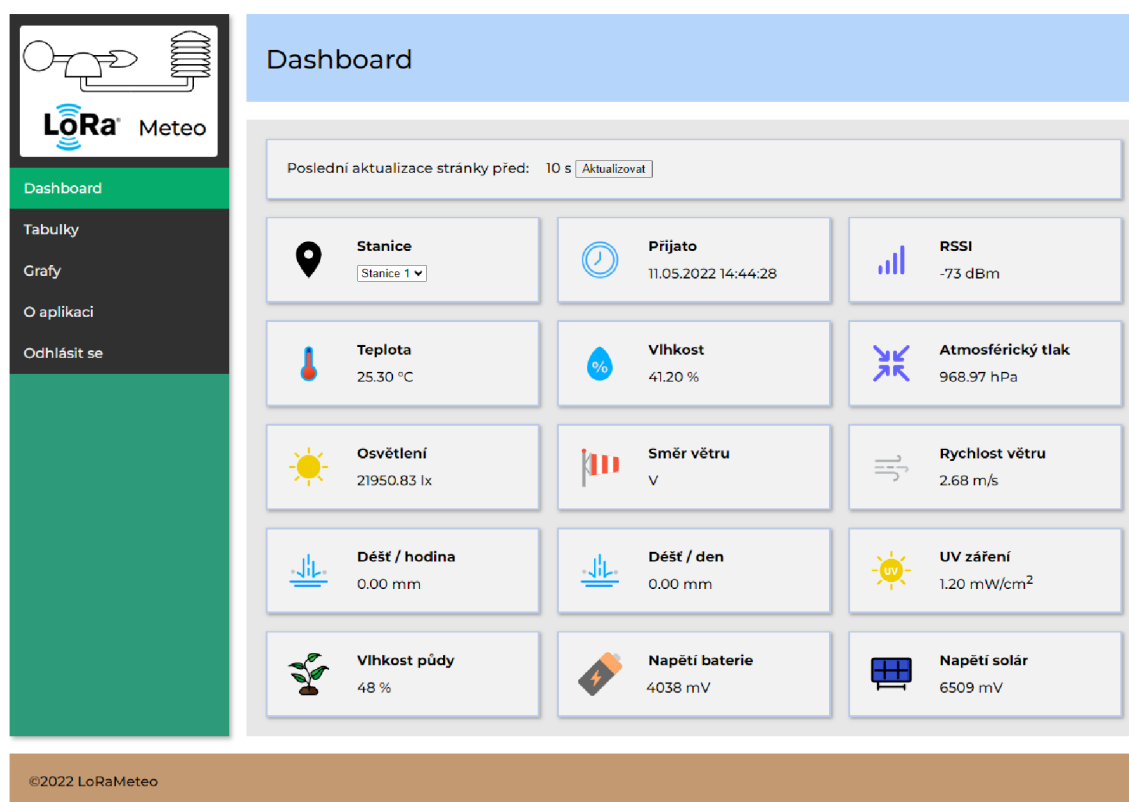 LoRa® Meteo
Dashboard
Tabulky
Grafy
O aplikaci
Odhlásit se
Dashboard
Poslední aktualizace stránky před: 10 s Aktualizovat
Stanice
Stanice 1
Přijato
11.05.2022 14:44:28
RSSI
-73 dBm
Teplota
25.30 °C
Vlhkost
41.20 %
%
Atmosférický tlak
968.97 hPa
Osvětlení
21950.83 lx
Směr větru
V
Rychlost větru
2.68 m/s
Déšť / hodina
0.00 mm
Déšť / den
0.00 mm
UV
UV záření
1.20 mW/cm²
Vlhkost půdy
48 %
Napětí baterie
4038 mV
Napětí solár
6509 mV
©2022 LoRaMeteo